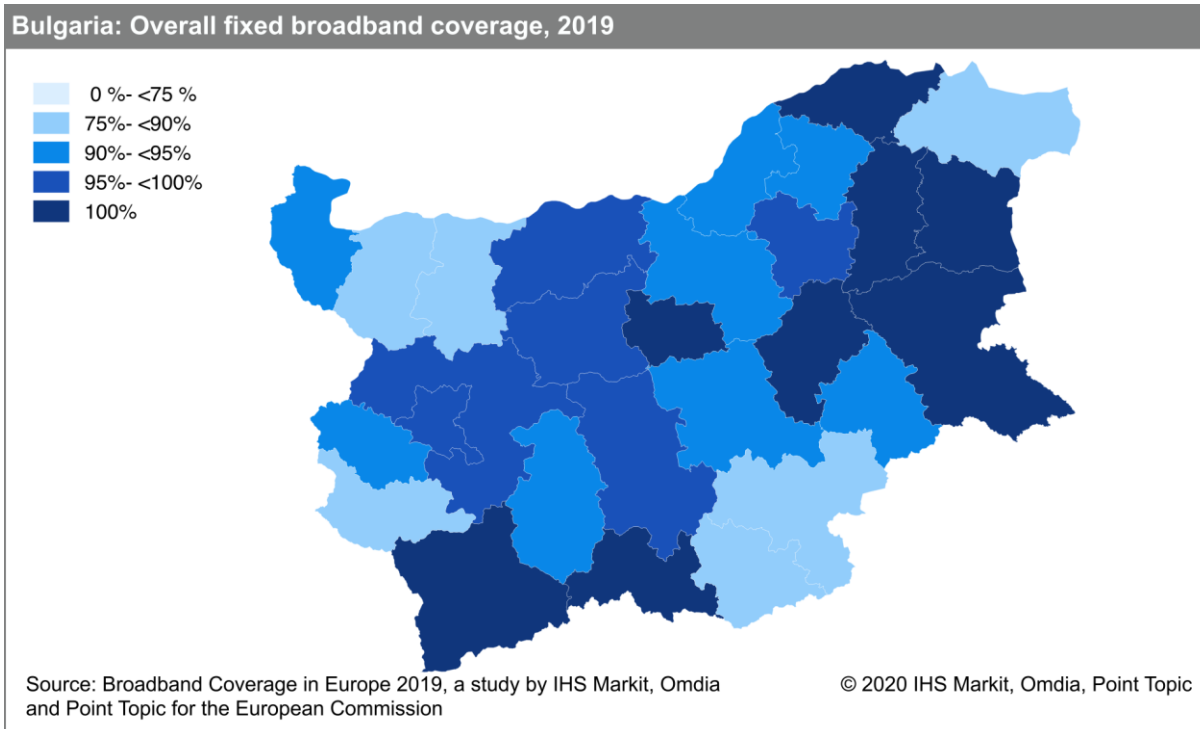 Bulgaria: Overall fixed broadband coverage, 2019
0 %- <75 %
75%- <90%
90%- <95%
95%- <100%
100%
Source: Broadband Coverage in Europe 2019, a study by IHS Markit, Omdia
and Point Topic for the European Commission
© 2020 IHS Markit, Omdia, Point Topic